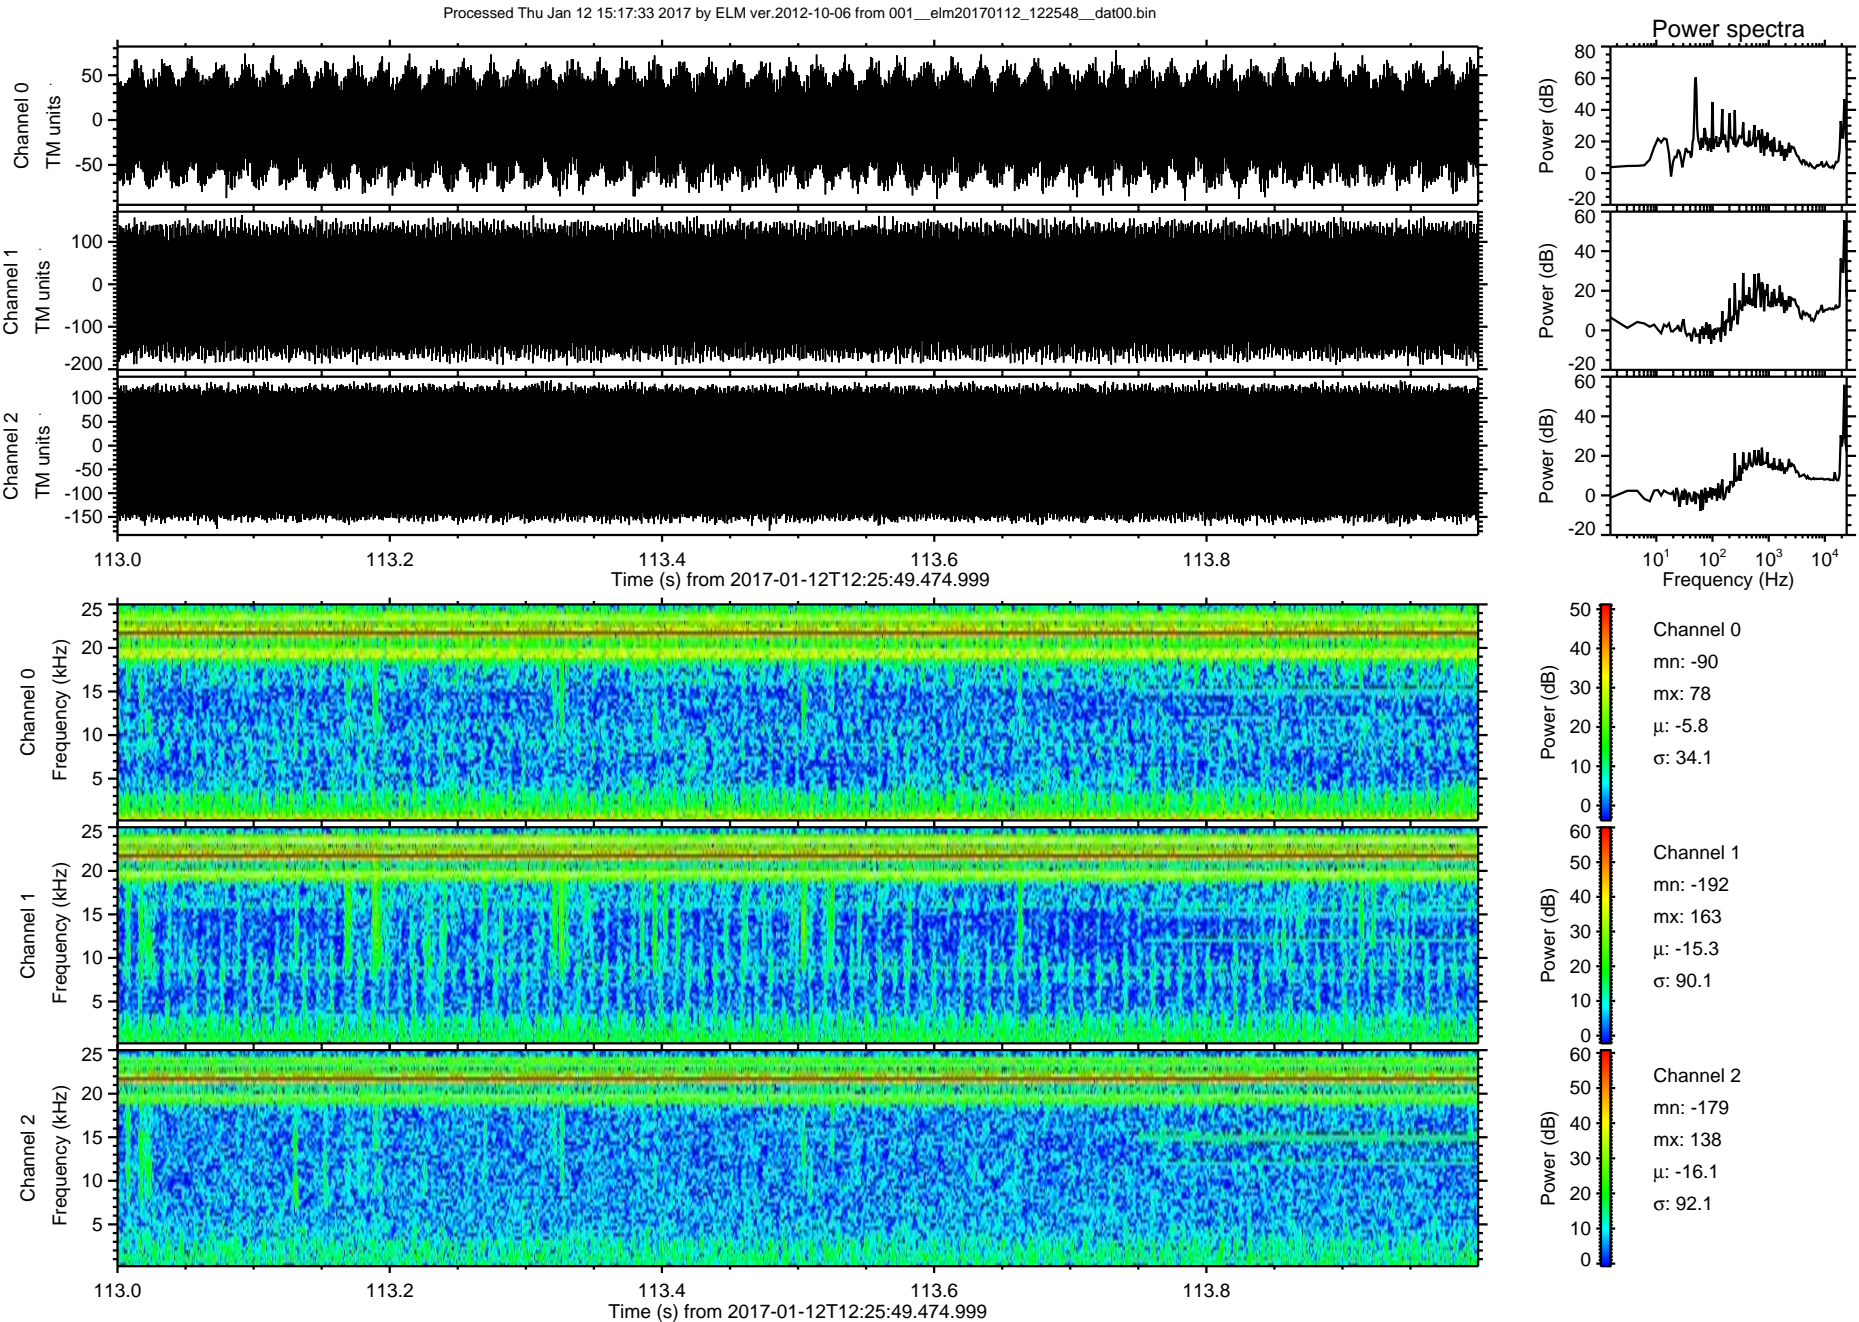 Processed Thu Jan 12 15:17:33 2017 by ELM ver.2012-10-06 from 001__elm20170112_122548__dat00.bin
Power spectra
Channel 0
TM units
50
0
-50
Power (dB)
80
60
40
20
0
-20
Channel 1
TM units
100
0
-100
-200
Power (dB)
60
40
20
0
-20
Channel 2
TM units
100
50
0
-50
-100
-150
Power (dB)
60
40
20
0
-20
113.0 113.2 113.4 113.6 113.8
Time (s) from 2017-01-12T12:25:49.474.999
10¹ 10² 10³ 10⁴
Frequency (Hz)
Channel 0
Frequency (kHz)
25
20
15
10
5
Power (dB)
50
40
30
20
10
0
Channel 0
mn: -90
mx: 78
μ: -5.8
σ: 34.1
Channel 1
Frequency (kHz)
25
20
15
10
5
Power (dB)
60
50
40
30
20
10
0
Channel 1
mn: -192
mx: 163
μ: -15.3
σ: 90.1
Channel 2
Frequency (kHz)
25
20
15
10
5
Power (dB)
60
50
40
30
20
10
0
Channel 2
mn: -179
mx: 138
μ: -16.1
σ: 92.1
113.0 113.2 113.4 113.6 113.8
Time (s) from 2017-01-12T12:25:49.474.999